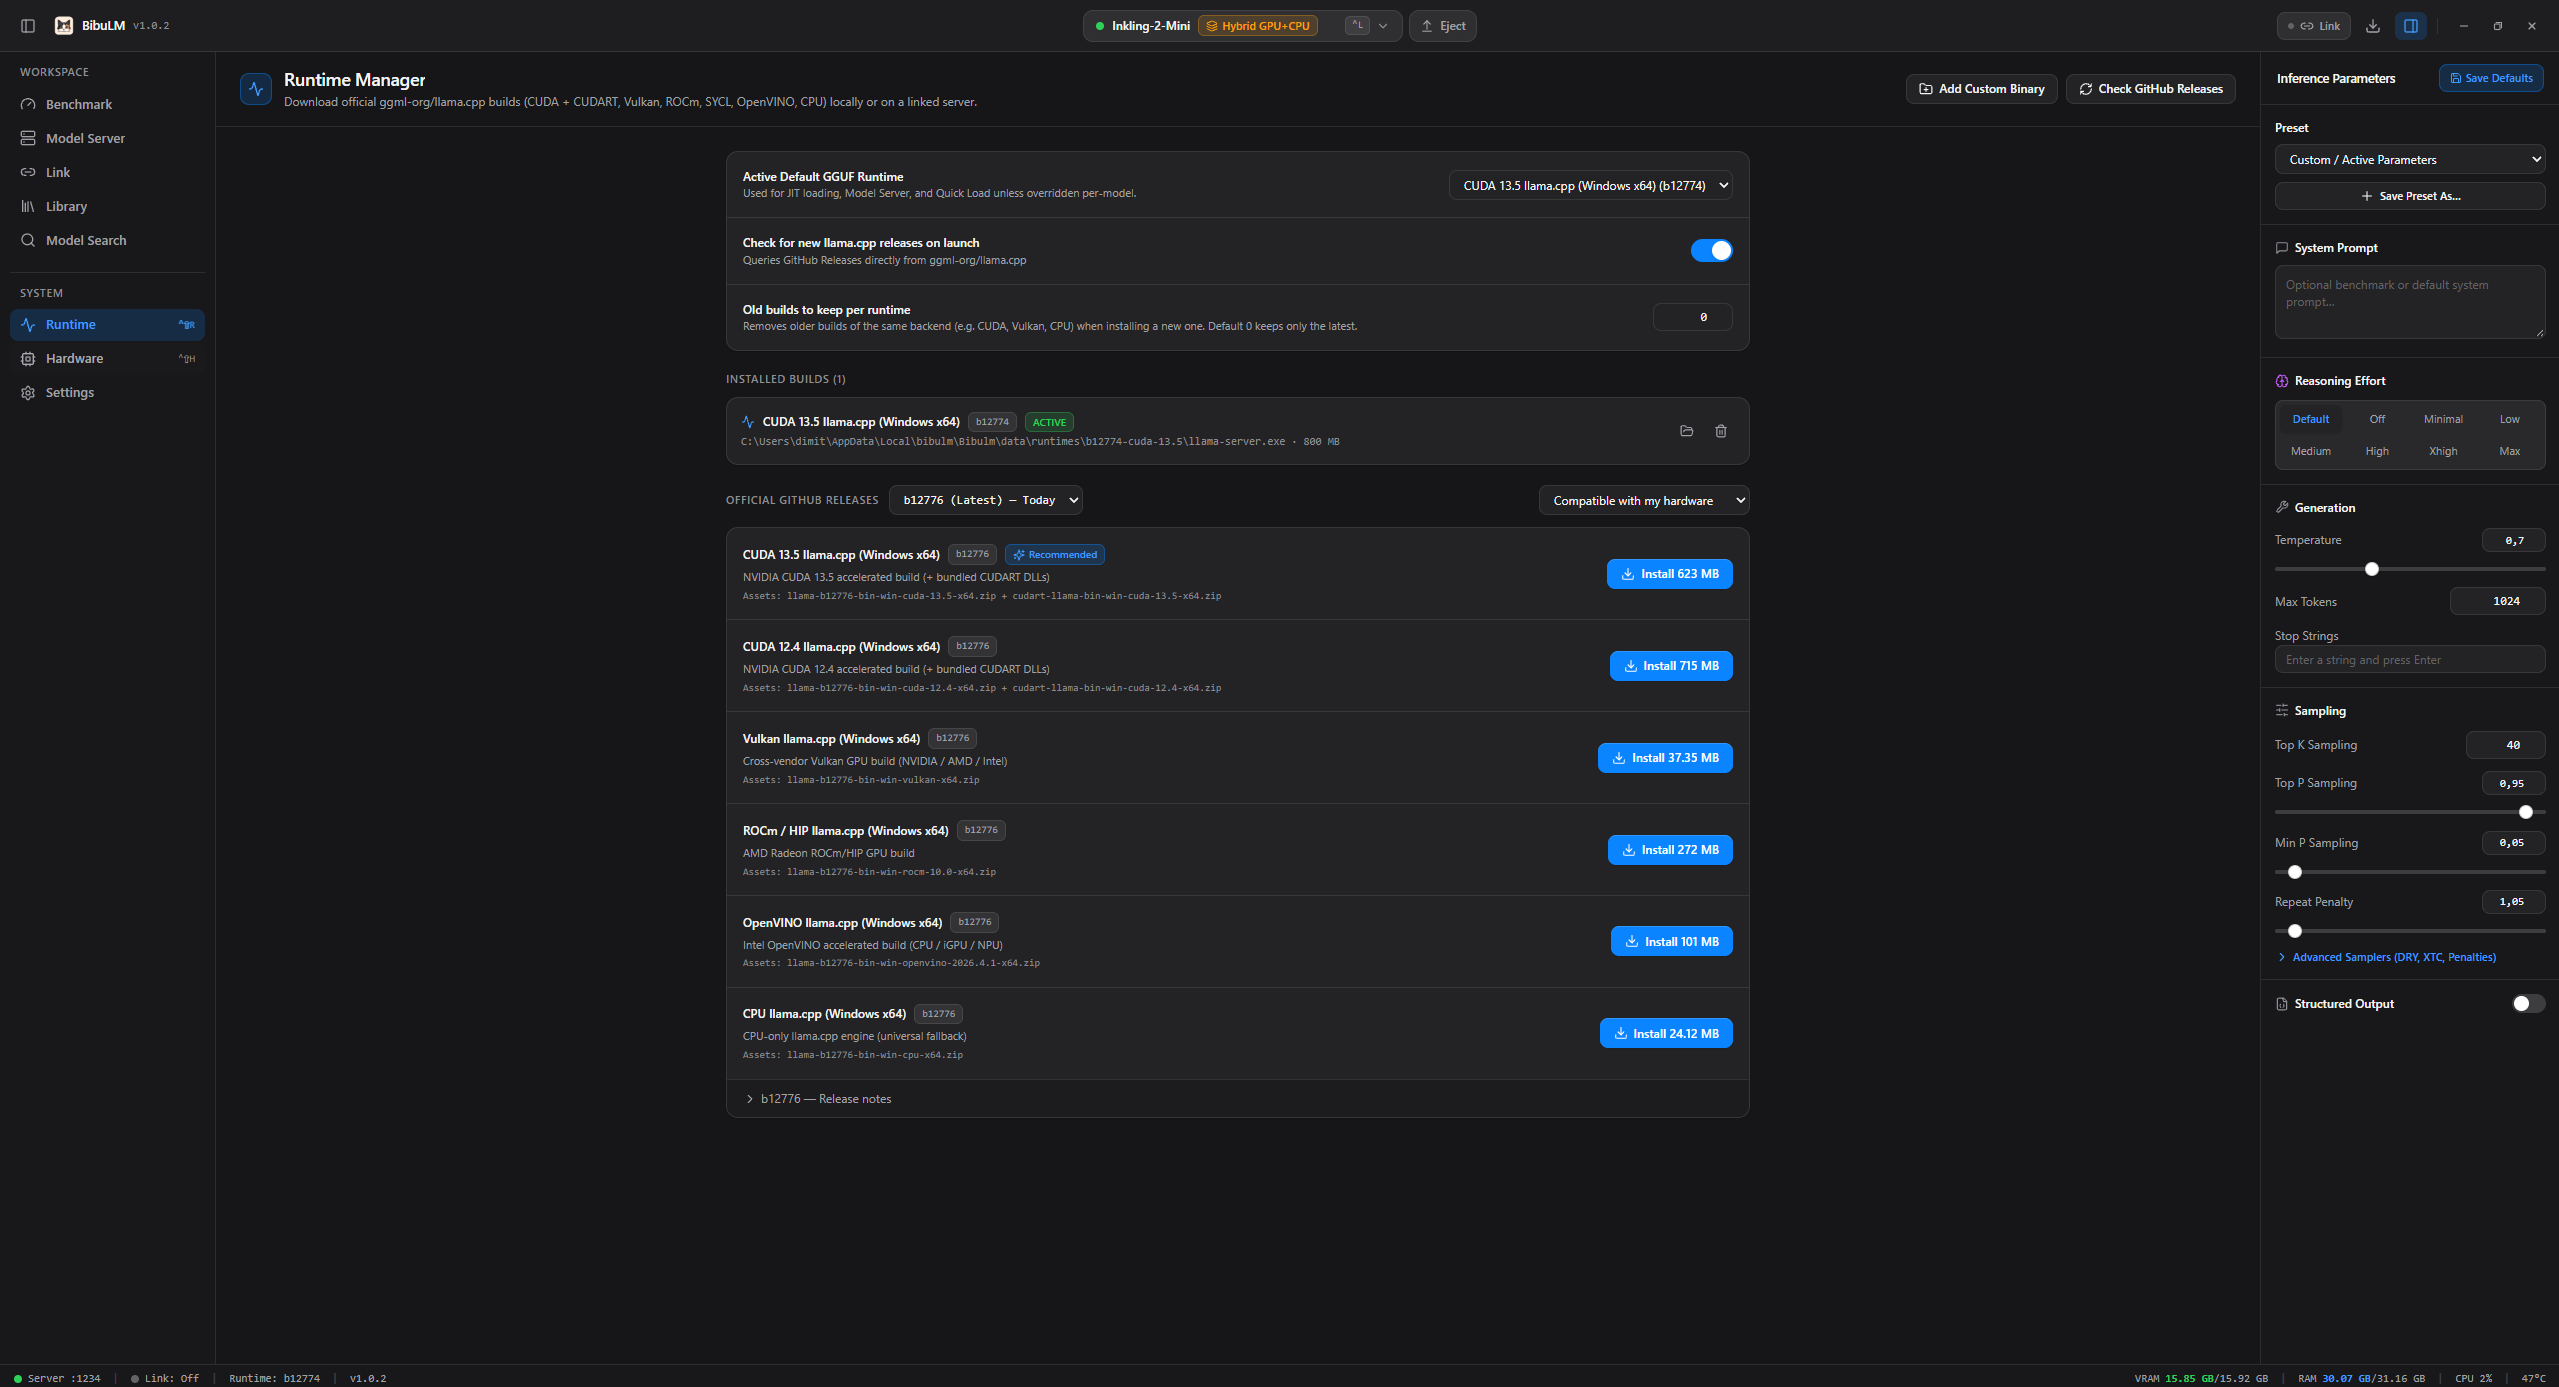 BibuLM v1.0.2
Inkling-2-Mini Hybrid GPU+CPU ^L
Eject
Link
WORKSPACE
Benchmark
Model Server
Link
Library
Model Search
SYSTEM
Runtime
Hardware ^⇧H
Settings
Runtime Manager
Download official ggml-org/llama.cpp builds (CUDA + CUDART, Vulkan, ROCm, SYCL, OpenVINO, CPU) locally or on a linked server.
Add Custom Binary
Check GitHub Releases
Active Default GGUF Runtime
Used for JIT loading, Model Server, and Quick Load unless overridden per-model.
CUDA 13.5 llama.cpp (Windows x64) (b12774)
Check for new llama.cpp releases on launch
Queries GitHub Releases directly from ggml-org/llama.cpp
Old builds to keep per runtime
Removes older builds of the same backend (e.g. CUDA, Vulkan, CPU) when installing a new one. Default 0 keeps only the latest.
0
INSTALLED BUILDS (1)
CUDA 13.5 llama.cpp (Windows x64) b12774 ACTIVE
C:\Users\dimit\AppData\Local\bibulm\Bibulm\data\runtimes\b12774-cuda-13.5\llama-server.exe · 800 MB
OFFICIAL GITHUB RELEASES b12776 (Latest) — Today
Compatible with my hardware
CUDA 13.5 llama.cpp (Windows x64) b12776 Recommended
NVIDIA CUDA 13.5 accelerated build (+ bundled CUDART DLLs)
Assets: llama-b12776-bin-win-cuda-13.5-x64.zip + cudart-llama-bin-win-cuda-13.5-x64.zip
Install 623 MB
CUDA 12.4 llama.cpp (Windows x64) b12776
NVIDIA CUDA 12.4 accelerated build (+ bundled CUDART DLLs)
Assets: llama-b12776-bin-win-cuda-12.4-x64.zip + cudart-llama-bin-win-cuda-12.4-x64.zip
Install 715 MB
Vulkan llama.cpp (Windows x64) b12776
Cross-vendor Vulkan GPU build (NVIDIA / AMD / Intel)
Assets: llama-b12776-bin-win-vulkan-x64.zip
Install 37.35 MB
ROCm / HIP llama.cpp (Windows x64) b12776
AMD Radeon ROCm/HIP GPU build
Assets: llama-b12776-bin-win-rocm-10.0-x64.zip
Install 272 MB
OpenVINO llama.cpp (Windows x64) b12776
Intel OpenVINO accelerated build (CPU / iGPU / NPU)
Assets: llama-b12776-bin-win-openvino-2026.4.1-x64.zip
Install 101 MB
CPU llama.cpp (Windows x64) b12776
CPU-only llama.cpp engine (universal fallback)
Assets: llama-b12776-bin-win-cpu-x64.zip
Install 24.12 MB
b12776 — Release notes
Inference Parameters
Save Defaults
Preset
Custom / Active Parameters
Save Preset As...
System Prompt
Optional benchmark or default system
prompt...
Reasoning Effort
Default Off Minimal Low
Medium High Xhigh Max
Generation
Temperature 0,7
Max Tokens 1024
Stop Strings
Enter a string and press Enter
Sampling
Top K Sampling 40
Top P Sampling 0,95
Min P Sampling 0,05
Repeat Penalty 1,05
Advanced Samplers (DRY, XTC, Penalties)
Structured Output
Server :1234 | Link: Off | Runtime: b12774 | v1.0.2
VRAM 15.85 GB/15.92 GB | RAM 30.07 GB/31.16 GB | CPU 2% | 47°C